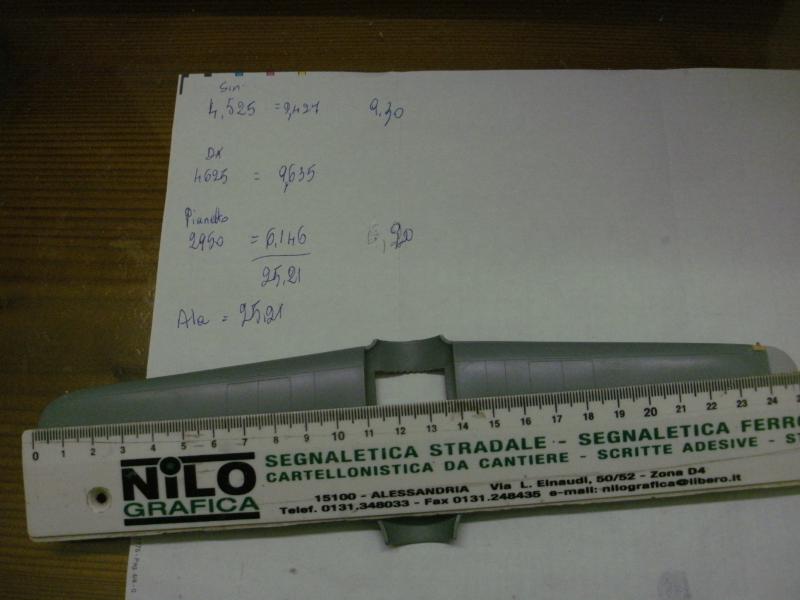 Sin.
4,525 = 9,427 9,30
DX
4625 = 9,635
Pianetto
2950 = 6,146 6,20
25,21
Ala = 25,21
0 1 2 3 4 5 6 7 8 9 10 11 12 13 14 15 16 17 18 19 20 21 22 23 24
NILO
GRAFICA
SEGNALETICA STRADALE - SEGNALETICA FERRO
CARTELLONISTICA DA CANTIERE - SCRITTE ADESIVE - ST
15100 - ALESSANDRIA Via L. Einaudi, 50/52 - Zona D4
Telef. 0131.348033 - Fax 0131.248435 e-mail: nilografica@libero.it